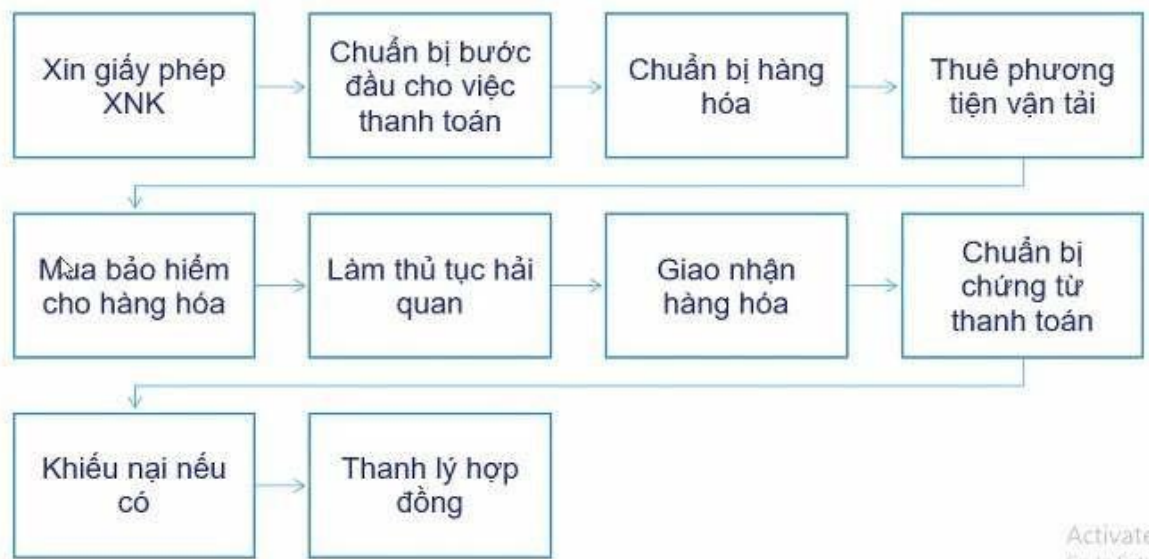 Xin giấy phép
XNK
Chuẩn bị bước
đầu cho việc
thanh toán
Chuẩn bị hàng
hóa
Thuê phương
tiện vận tải
Mua bảo hiểm
cho hàng hóa
Làm thủ tục hải
quan
Giao nhận
hàng hóa
Chuẩn bị
chứng từ
thanh toán
Khiếu nại nếu
có
Thanh lý hợp
đồng
Activate